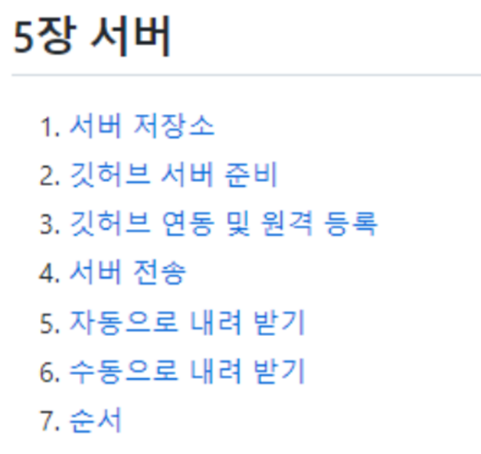 5장 서버
1. 서버 저장소
2. 깃허브 서버 준비
3. 깃허브 연동 및 원격 등록
4. 서버 전송
5. 자동으로 내려 받기
6. 수동으로 내려 받기
7. 순서